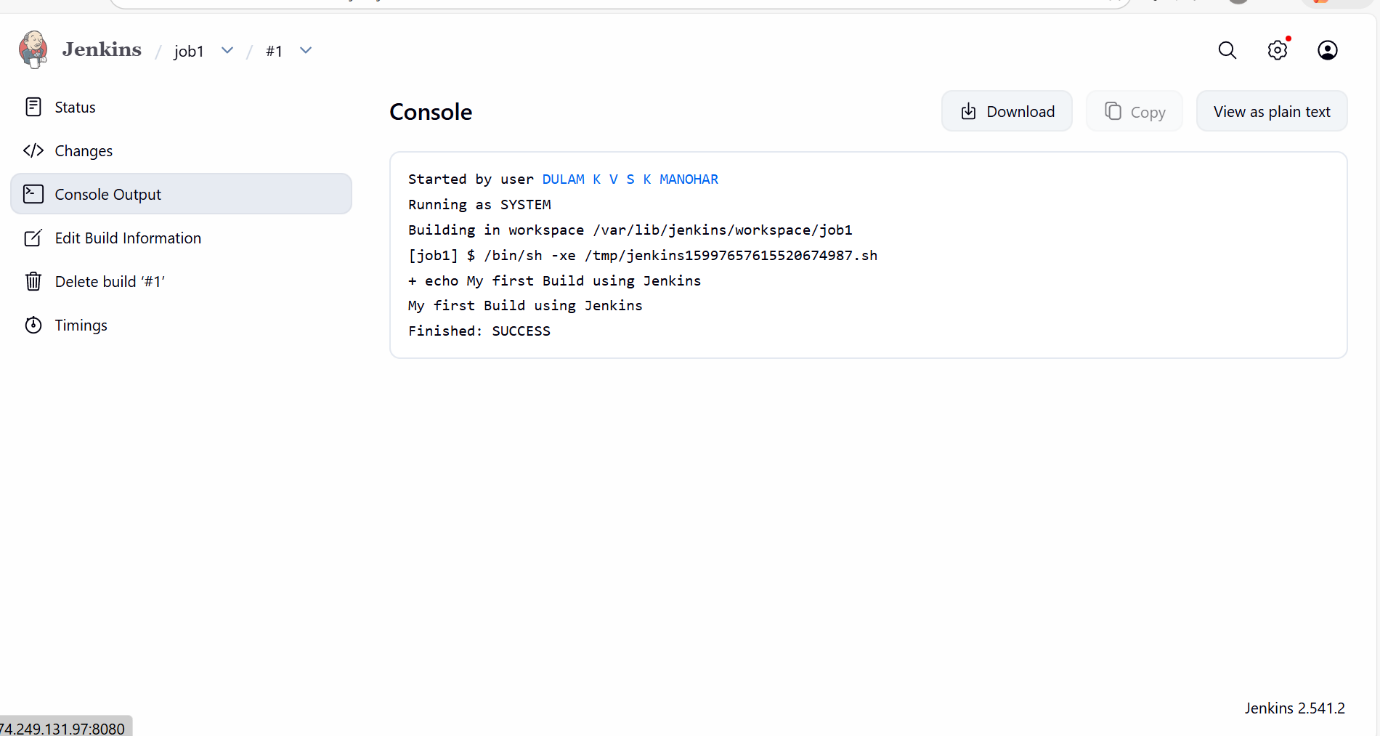 Jenkins / job1 / #1
Status
Changes
Console Output
Edit Build Information
Delete build ‘#1’
Timings
Console
Download
Copy
View as plain text
Started by user DULAM K V S K MANOHAR
Running as SYSTEM
Building in workspace /var/lib/jenkins/workspace/job1
[job1] $ /bin/sh -xe /tmp/jenkins15997657615520674987.sh
+ echo My first Build using Jenkins
My first Build using Jenkins
Finished: SUCCESS
Jenkins 2.541.2
74.249.131.97:8080